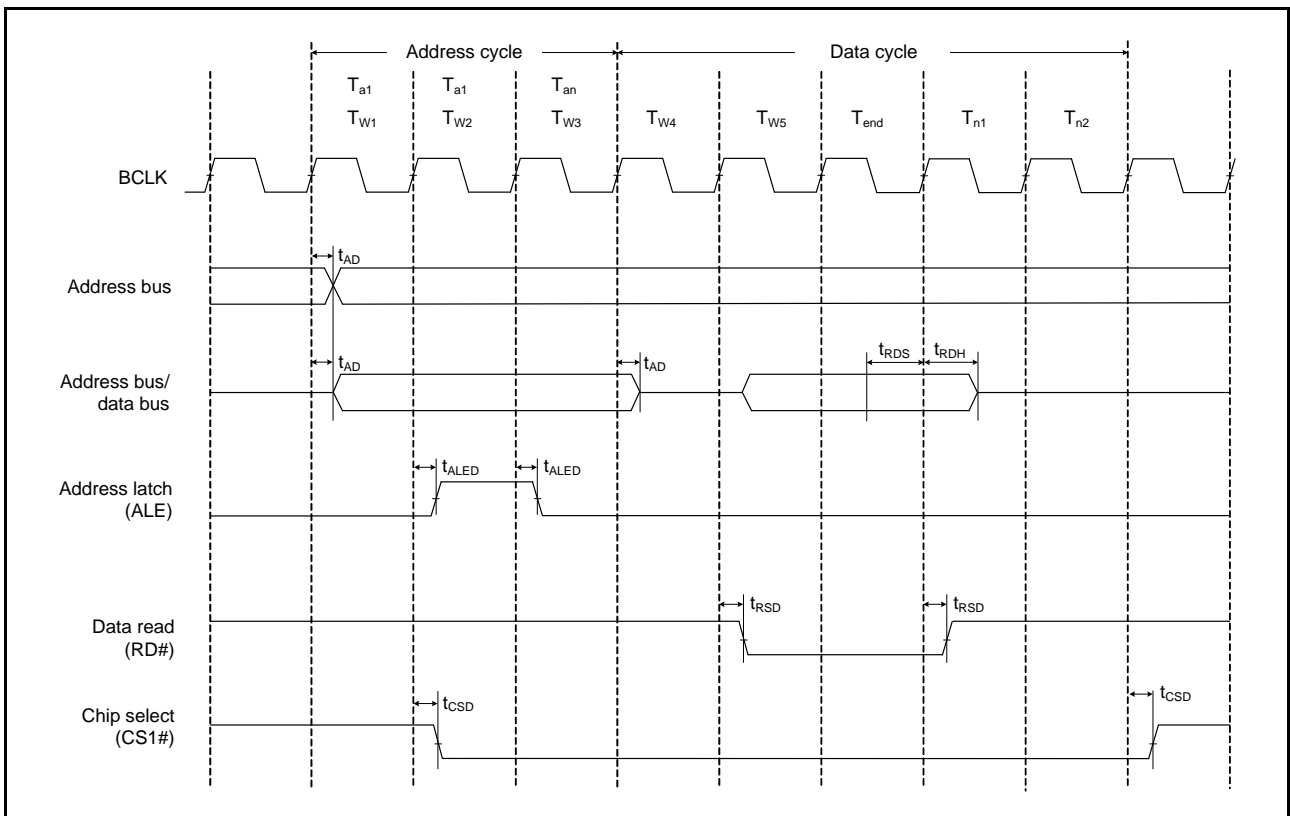 Address cycle
Data cycle
Ta1
Ta1
Tan
TW1
TW2
TW3
TW4
TW5
Tend
Tn1
Tn2
BCLK
tAD
Address bus
tAD
tAD
tRDS
tRDH
Address bus/
data bus
tALED
tALED
Address latch
(ALE)
tRSD
tRSD
Data read
(RD#)
tCSD
tCSD
Chip select
(CS1#)